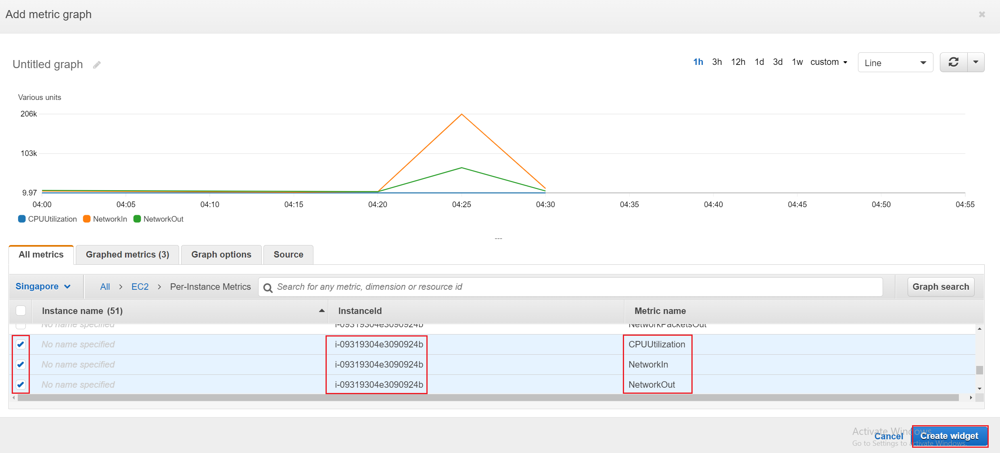 Add metric graph
Untitled graph
1h 3h 12h 1d 3d 1w custom Line
Various units
206k
103k
9.97
04:00 04:05 04:10 04:15 04:20 04:25 04:30 04:35 04:40 04:45 04:50 04:55
CPUUtilization NetworkIn NetworkOut
---
All metrics Graphed metrics (3) Graph options Source
Singapore All > EC2 > Per-Instance Metrics Search for any metric, dimension or resource id Graph search
Instance name (51) InstanceId Metric name
No name specified i-09319304e3090924b NetworkPacketsOut
No name specified i-09319304e3090924b CPUUtilization
No name specified i-09319304e3090924b NetworkIn
No name specified i-09319304e3090924b NetworkOut
Activate Windows
Cancel Create widget
Go to Settings to activate Windows.